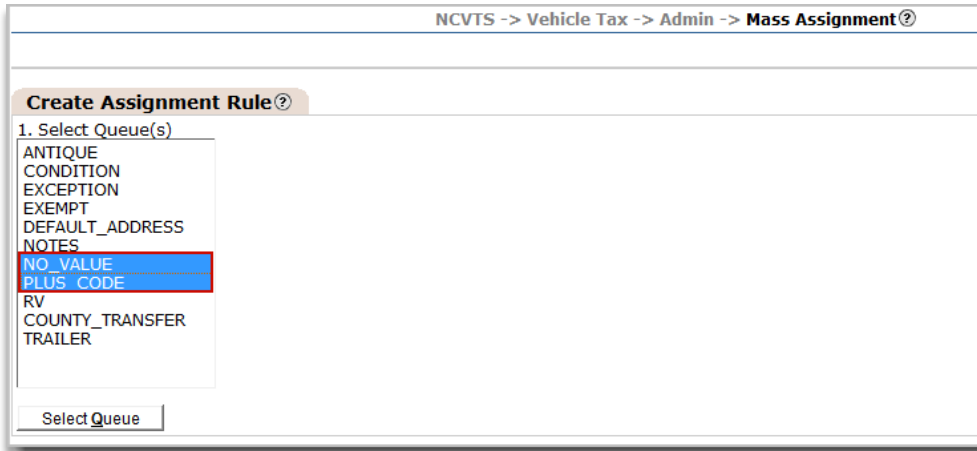 NCVTS -> Vehicle Tax -> Admin -> Mass Assignment?
Create Assignment Rule?
1. Select Queue(s)
ANTIQUE
CONDITION
EXCEPTION
EXEMPT
DEFAULT_ADDRESS
NOTES
NO_VALUE
PLUS_CODE
RV
COUNTY_TRANSFER
TRAILER
Select Queue